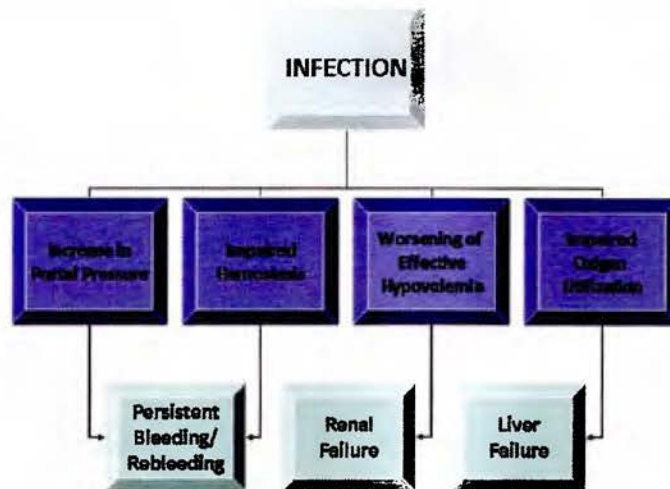 INFECTION
Increase in
Pressure
Impaired
Hemostasis
Worsening of
Effective
Hypovolemia
Impaired
Oxygen
Utilization
Persistent
Bleeding/
Rebleeding
Renal
Failure
Liver
Failure